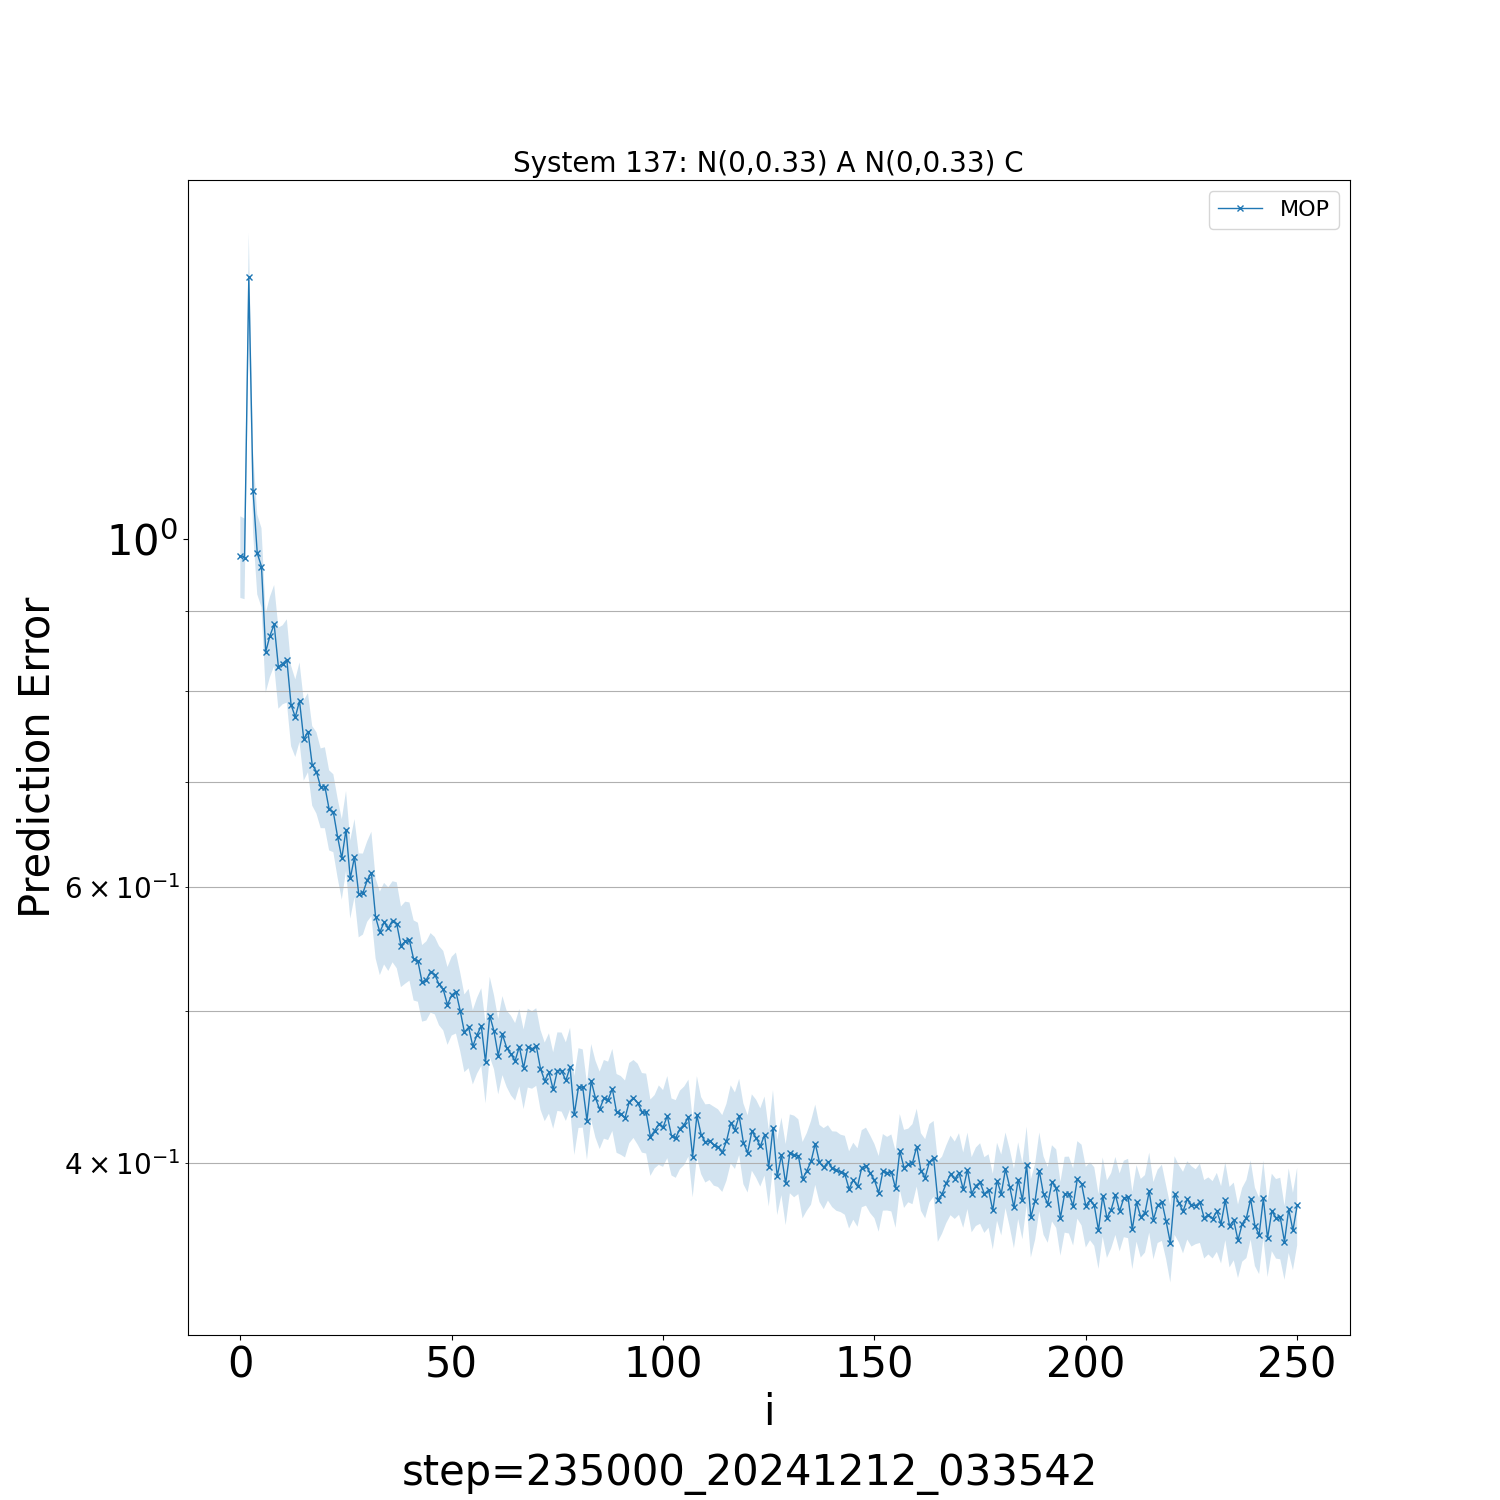 System 137: N(0,0.33) A N(0,0.33) C
MOP
10⁰
6 × 10⁻¹
4 × 10⁻¹
Prediction Error
0 50 100 150 200 250
i
step=235000_20241212_033542